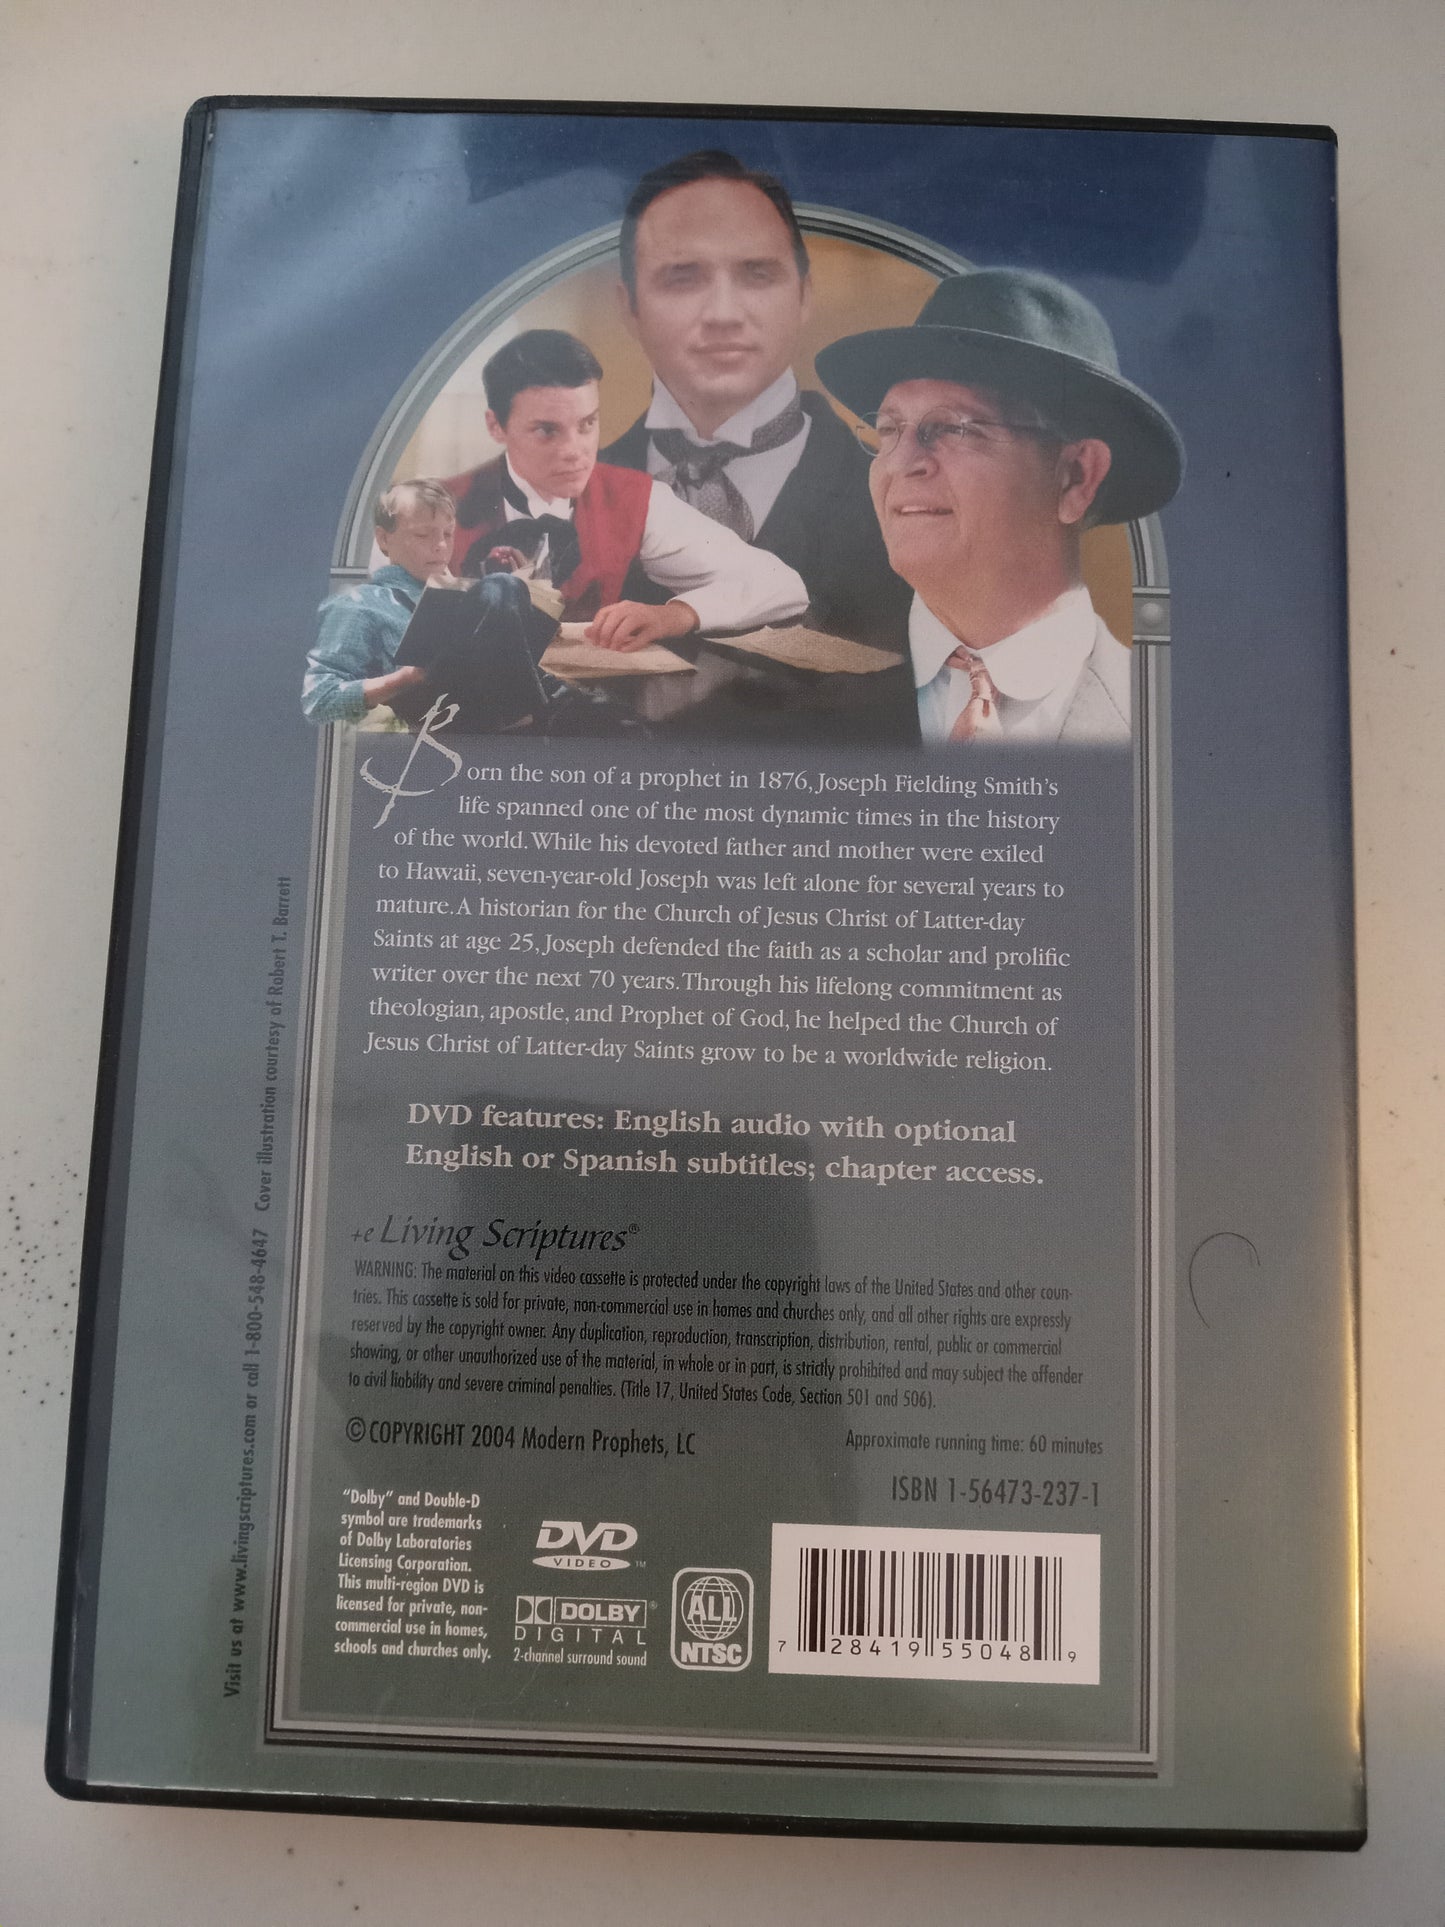 Born the son of a prophet in 1876, Joseph Fielding Smith's
life spanned one of the most dynamic times in the history
of the world. While his devoted father and mother were exiled
to Hawaii, seven-year-old Joseph was left alone for several years to
mature. A historian for the Church of Jesus Christ of Latter-day
Saints at age 25, Joseph defended the faith as a scholar and prolific
writer over the next 70 years. Through his lifelong commitment as
theologian, apostle, and Prophet of God, he helped the Church of
Jesus Christ of Latter-day Saints grow to be a worldwide religion.
DVD features: English audio with optional
English or Spanish subtitles; chapter access.
Living Scriptures®
WARNING: The material on this video cassette is protected under the copyright laws of the United States and other coun-
tries. This cassette is sold for private, non-commercial use in homes and churches only, and all other rights are expressly
reserved by the copyright owner. Any duplication, reproduction, transcription, distribution, rental, public or commercial
showing, or other unauthorized use of the material, in whole or in part, is strictly prohibited and may subject the offender
to civil liability and severe criminal penalties. (Title 17, United States Code, Section 501 and 506).
©COPYRIGHT 2004 Modern Prophets, LC
Approximate running time: 60 minutes
ISBN 1-56473-237-1
"Dolby" and Double-D
symbol are trademarks
of Dolby Laboratories
Licensing Corporation.
This multi-region DVD is
licensed for private, non-
commercial use in homes,
schools and churches only.
DVD
VIDEO ™
DOLBY®
DIGITAL
2-channel surround sound
ALL
NTSC
7 28419 55048 9
Visit us at www.livingscriptures.com or call 1-800-548-4647 Cover illustration courtesy of Robert T. Barrett